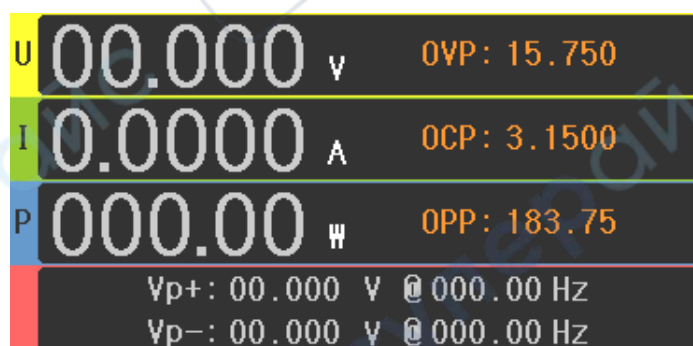 U 00.000 V OVP: 15.750
I 0.0000 A OCP: 3.1500
P 000.00 W OPP: 183.75
Vp+: 00.000 V @ 000.00 Hz
Vp-: 00.000 V @ 000.00 Hz